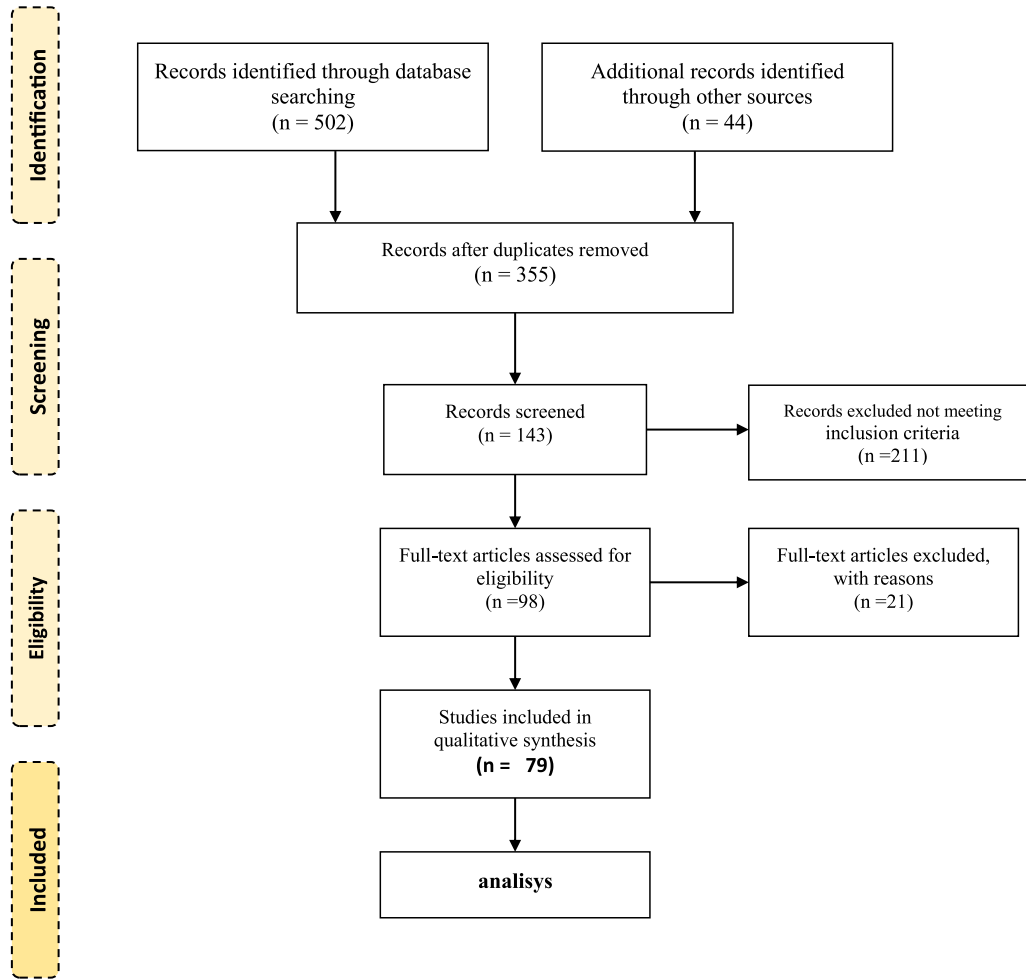 Identification
Records identified through database
searching
(n = 502)
Additional records identified
through other sources
(n = 44)
Records after duplicates removed
(n = 355)
Screening
Records screened
(n = 143)
Records excluded not meeting
inclusion criteria
(n =211)
Eligibility
Full-text articles assessed for
eligibility
(n =98)
Full-text articles excluded,
with reasons
(n =21)
Studies included in
qualitative synthesis
(n = 79)
Included
analisys